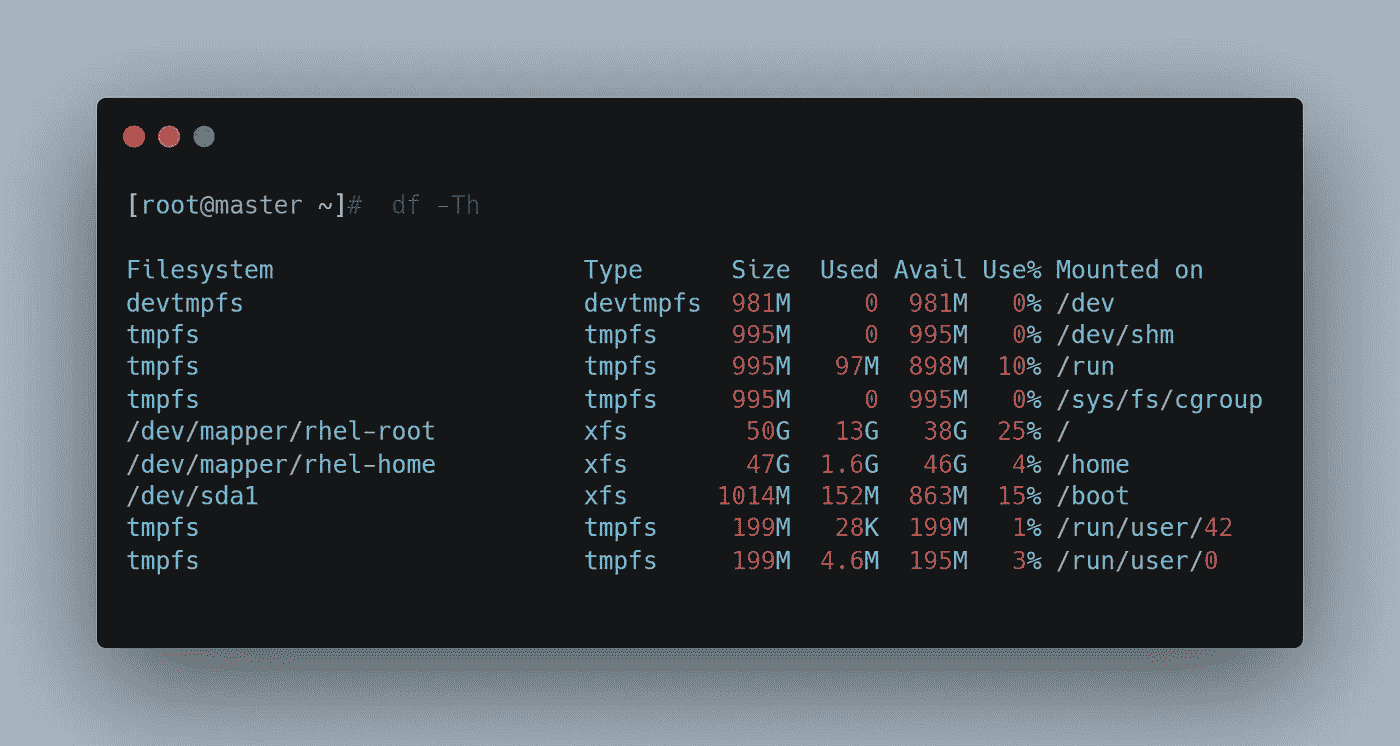 [root@master ~]#  df -Th
Filesystem                     Type      Size  Used Avail Use% Mounted on
devtmpfs                       devtmpfs  981M     0  981M   0% /dev
tmpfs                          tmpfs     995M     0  995M   0% /dev/shm
tmpfs                          tmpfs     995M   97M  898M  10% /run
tmpfs                          tmpfs     995M     0  995M   0% /sys/fs/cgroup
/dev/mapper/rhel-root          xfs        50G   13G   38G  25% /
/dev/mapper/rhel-home          xfs        47G  1.6G   46G   4% /home
/dev/sda1                      xfs      1014M  152M  863M  15% /boot
tmpfs                          tmpfs     199M   28K  199M   1% /run/user/42
tmpfs                          tmpfs     199M  4.6M  195M   3% /run/user/0